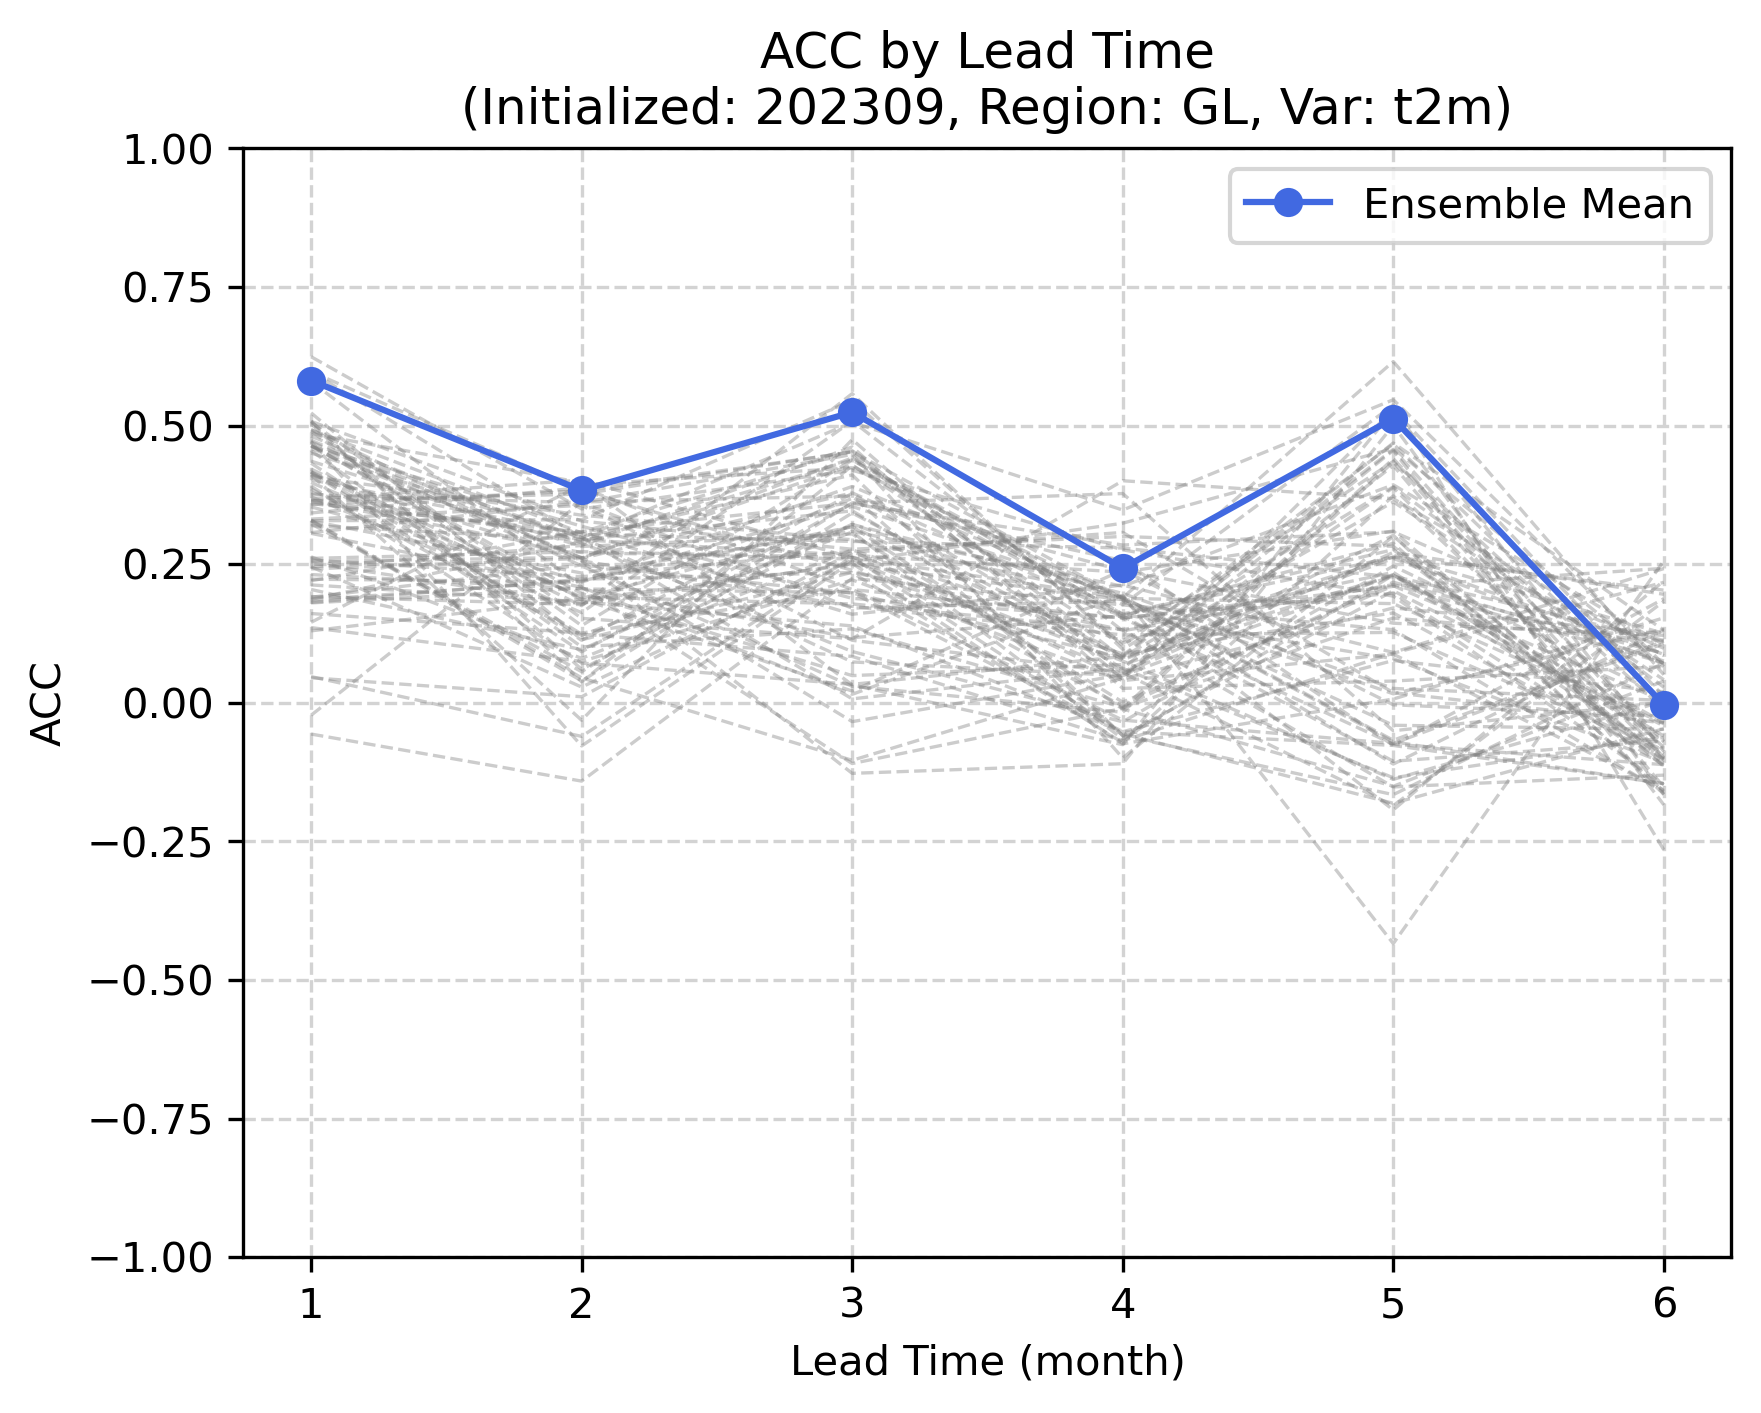 ACC by Lead Time
(Initialized: 202309, Region: GL, Var: t2m)
Ensemble Mean
ACC
1.00
0.75
0.50
0.25
0.00
−0.25
−0.50
−0.75
−1.00
1 2 3 4 5 6
Lead Time (month)